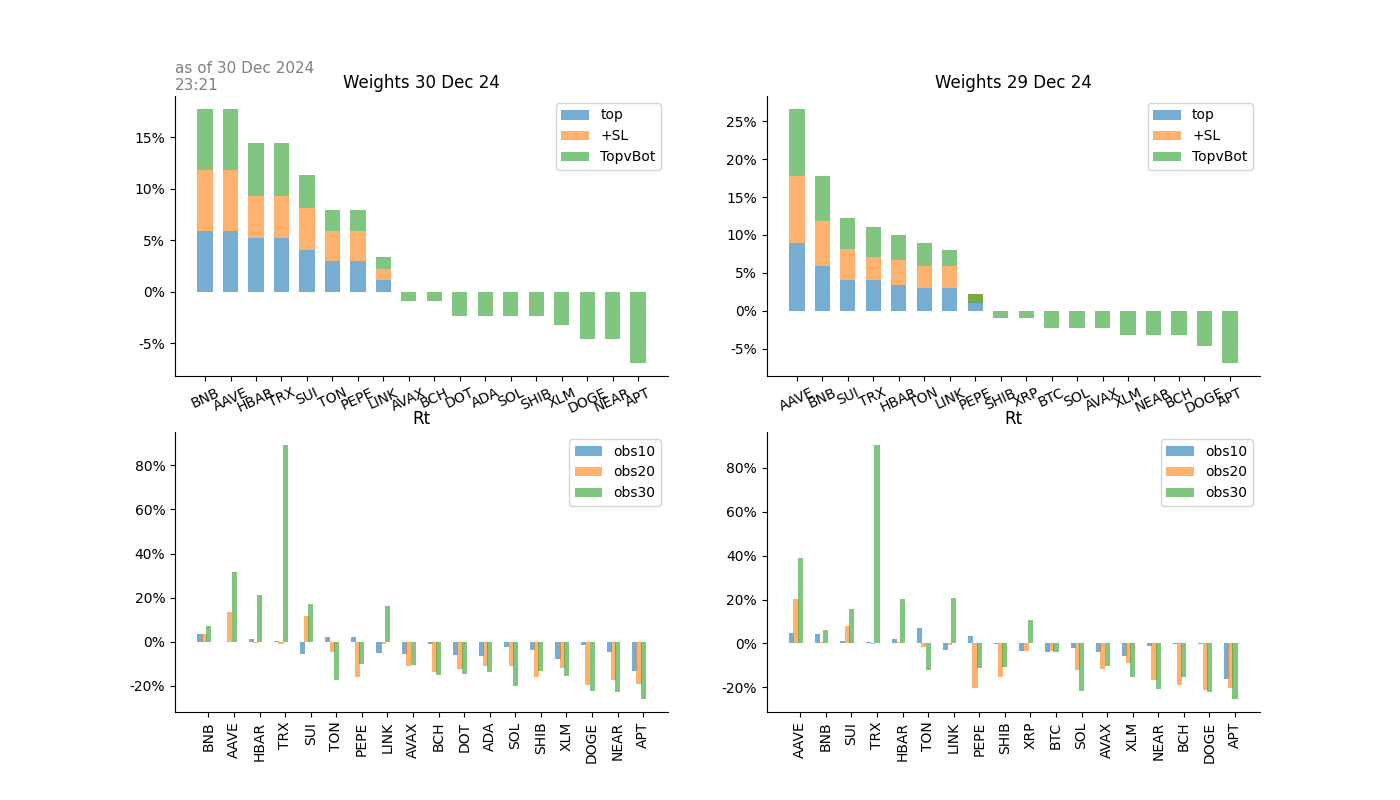 as of 30 Dec 2024
23:21
Weights 30 Dec 24
top
+SL
TopvBot
15%
10%
5%
0%
-5%
BNB AAVE HBAR TRX SUI TON PEPE LINK AVAX BCH DOT ADA SOL SHIB XLM DOGE NEAR APT
Weights 29 Dec 24
top
+SL
TopvBot
25%
20%
15%
10%
5%
0%
-5%
AAVE BNB SUI TRX HBAR TON LINK PEPE SHIB XRP BTC SOL AVAX XLM NEAR BCH DOGE APT
Rt
obs10
obs20
obs30
80%
60%
40%
20%
0%
-20%
BNB AAVE HBAR TRX SUI TON PEPE LINK AVAX BCH DOT ADA SOL SHIB XLM DOGE NEAR APT
Rt
obs10
obs20
obs30
80%
60%
40%
20%
0%
-20%
AAVE BNB SUI TRX HBAR TON LINK PEPE SHIB XRP BTC SOL AVAX XLM NEAR BCH DOGE APT